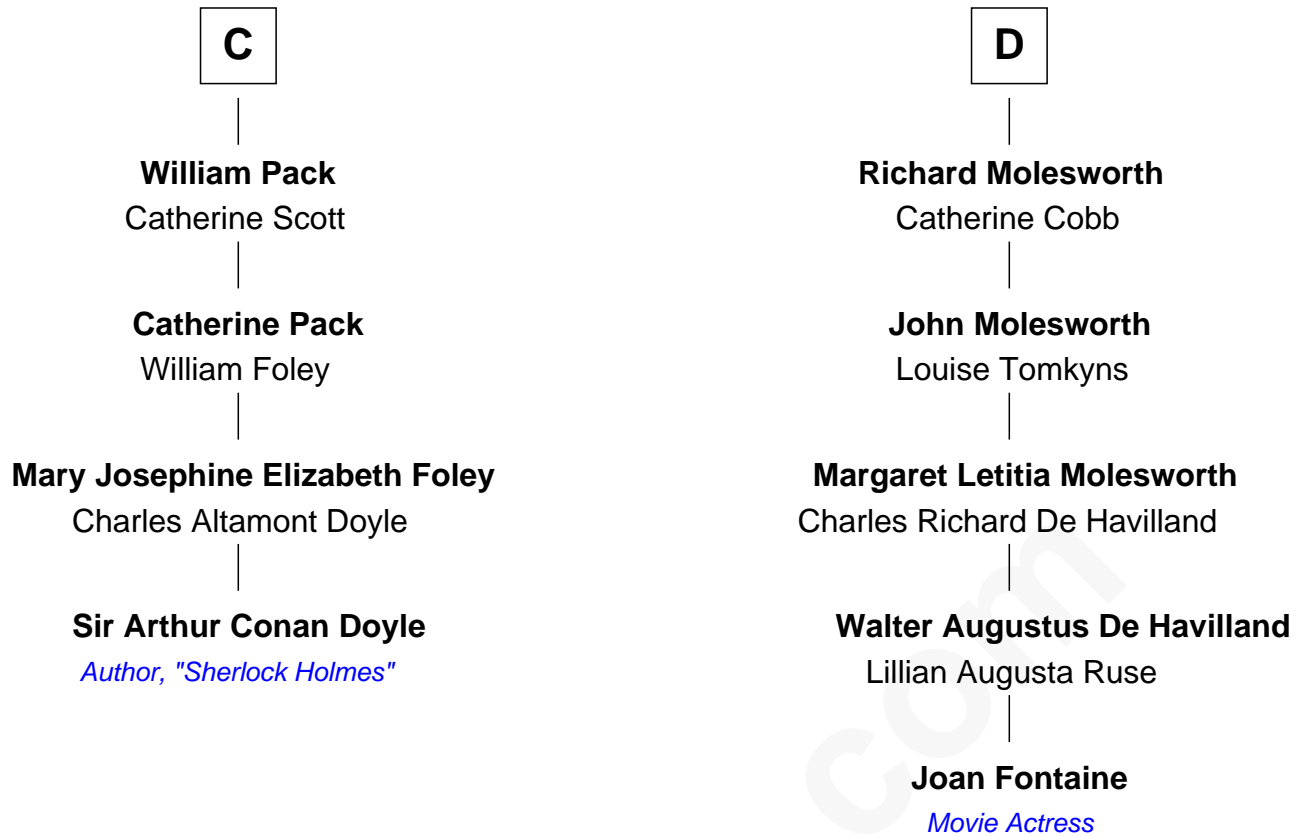 C
William Pack
Catherine Scott
Catherine Pack
William Foley
Mary Josephine Elizabeth Foley
Charles Altamont Doyle
Sir Arthur Conan Doyle
Author, "Sherlock Holmes"
D
Richard Molesworth
Catherine Cobb
John Molesworth
Louise Tomkyns
Margaret Letitia Molesworth
Charles Richard De Havilland
Walter Augustus De Havilland
Lillian Augusta Ruse
Joan Fontaine
Movie Actress
com